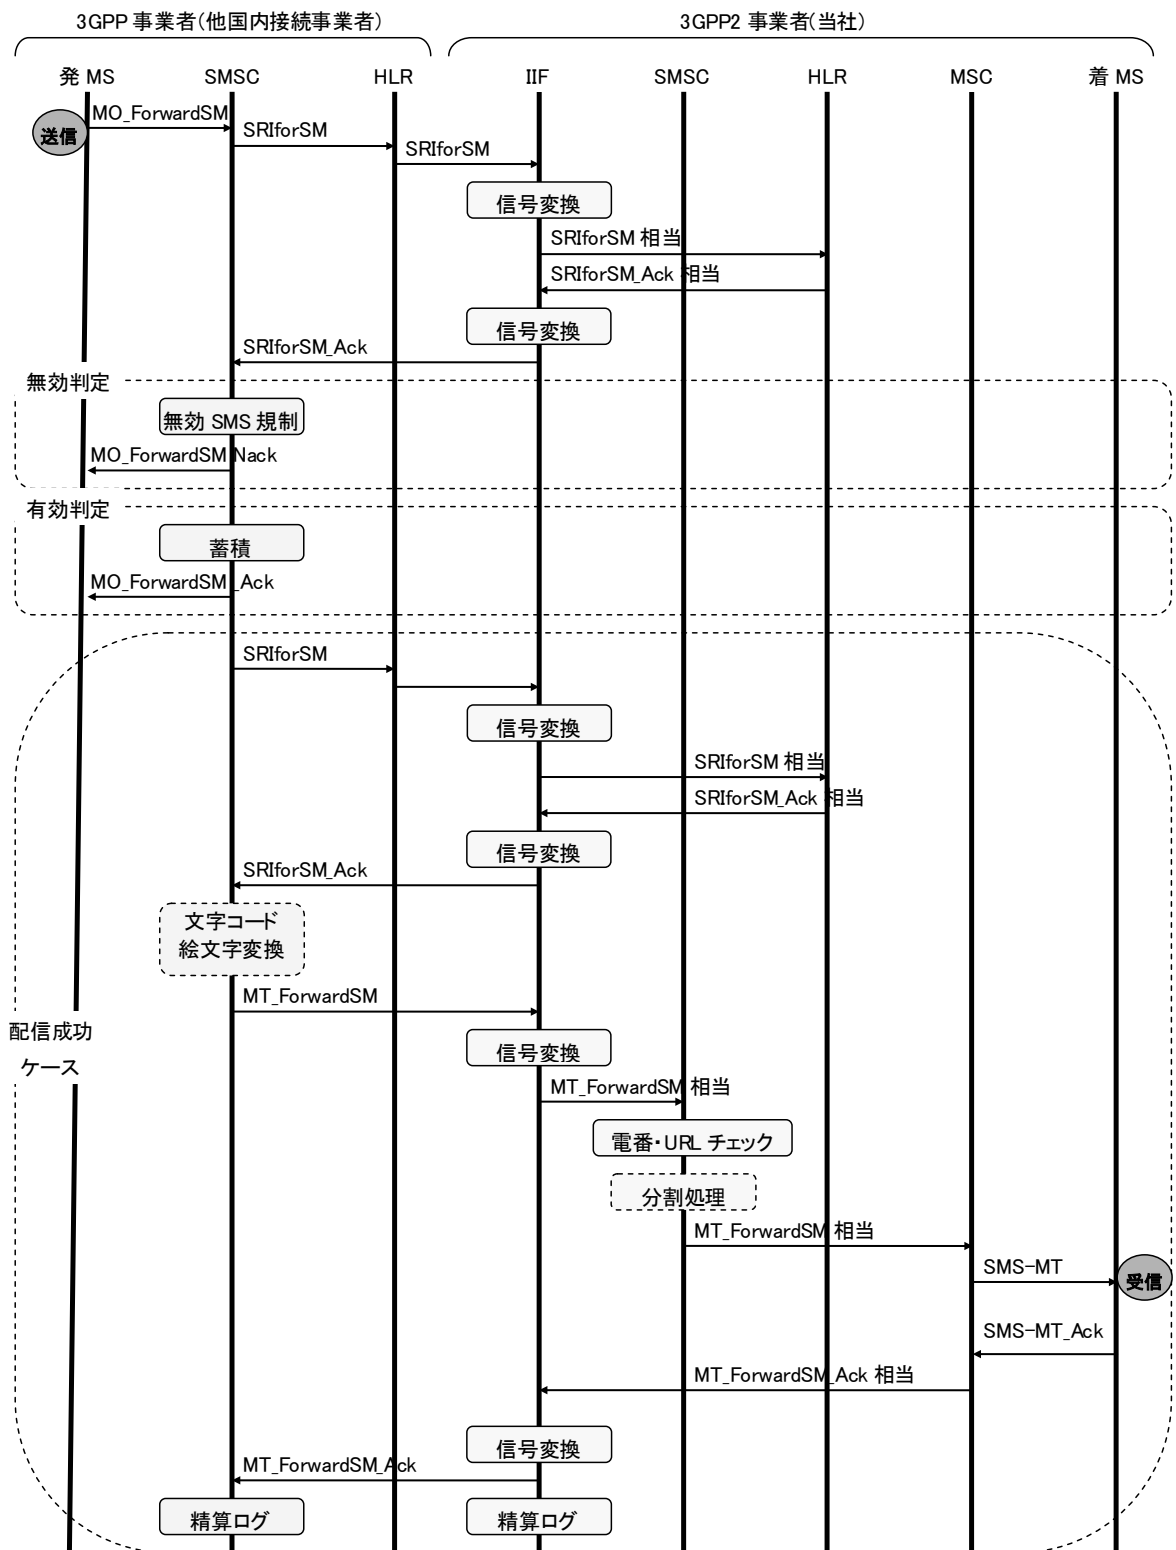 3GPP 事業者(他国内接続事業者)
3GPP2 事業者(当社)
発 MS
SMSC
HLR
IIF
SMSC
HLR
MSC
着 MS
送信
MO_ForwardSM
SRIforSM
SRIforSM
信号変換
SRIforSM 相当
SRIforSM_Ack 相当
信号変換
SRIforSM_Ack
無効判定
無効 SMS 規制
MO_ForwardSM_Nack
有効判定
蓄積
MO_ForwardSM _Ack
SRIforSM
信号変換
SRIforSM 相当
SRIforSM_Ack 相当
信号変換
SRIforSM_Ack
文字コード
絵文字変換
MT_ForwardSM
配信成功
ケース
信号変換
MT_ForwardSM 相当
電番・URL チェック
分割処理
MT_ForwardSM 相当
SMS-MT
受信
SMS-MT_Ack
MT_ForwardSM_Ack 相当
信号変換
MT_ForwardSM_Ack
精算ログ
精算ログ